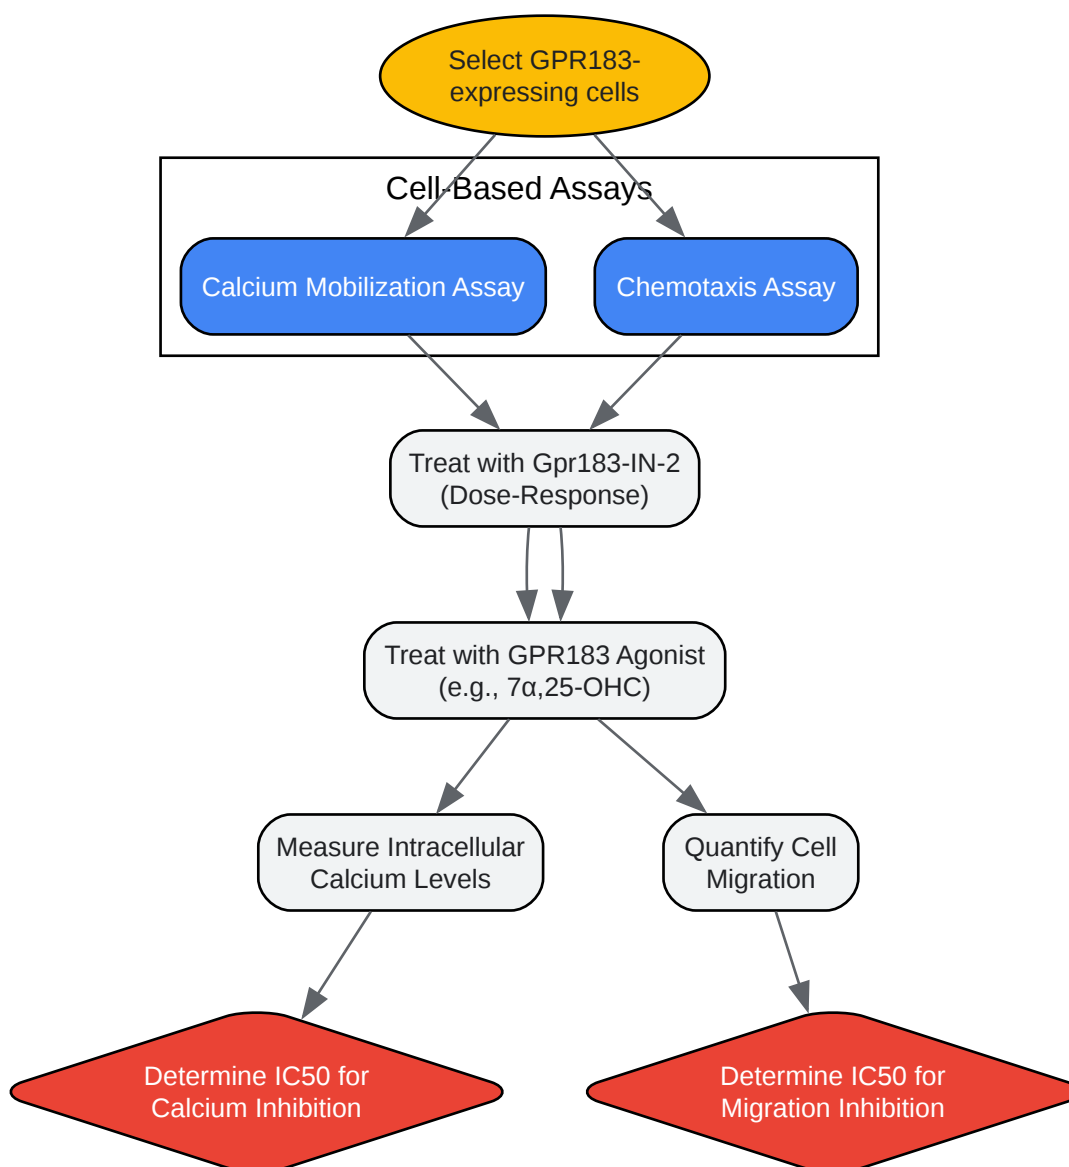 Select GPR183-
expressing cells
Cell-Based Assays
Calcium Mobilization Assay
Chemotaxis Assay
Treat with Gpr183-IN-2
(Dose-Response)
Treat with GPR183 Agonist
(e.g., 7α,25-OHC)
Measure Intracellular
Calcium Levels
Quantify Cell
Migration
Determine IC50 for
Calcium Inhibition
Determine IC50 for
Migration Inhibition